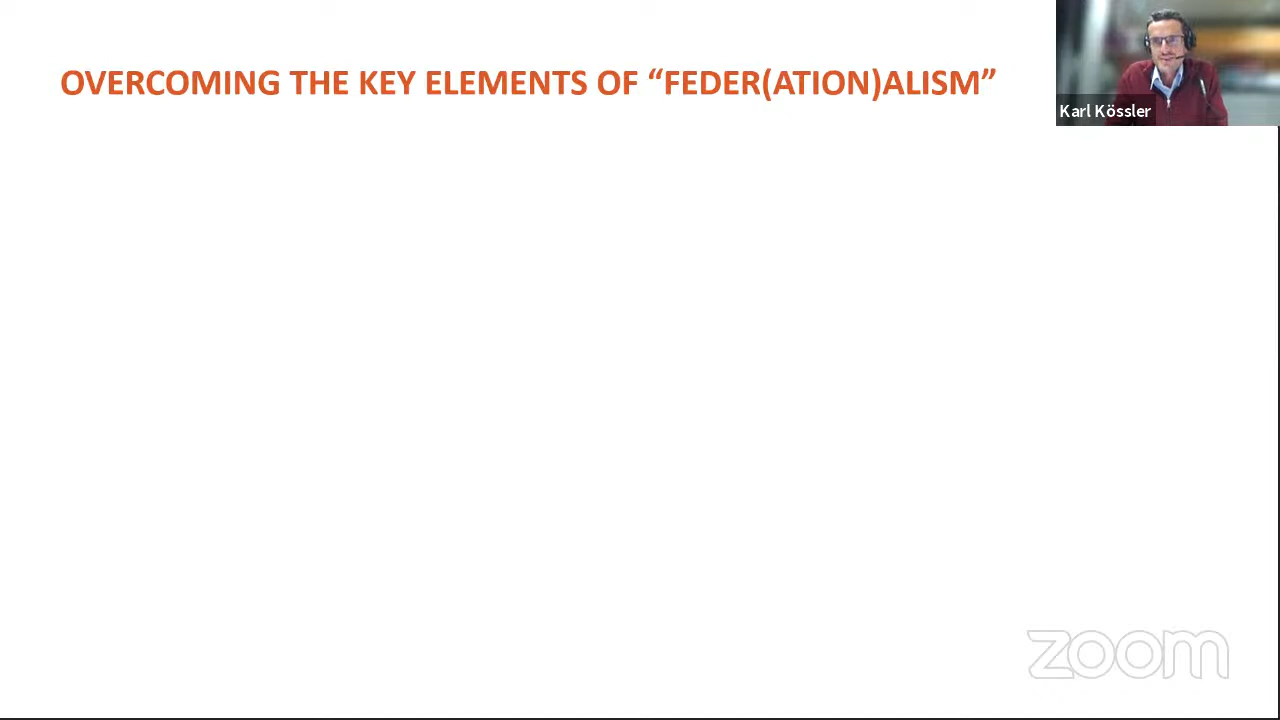 OVERCOMING THE KEY ELEMENTS OF “FEDER(ATION)ALISM”
Karl Kössler
zoom